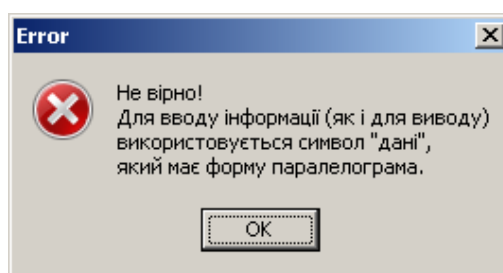 Error
Не вірно!
Для вводу інформації (як і для виводу)
використовується символ "дані",
який має форму паралелограма.
OK